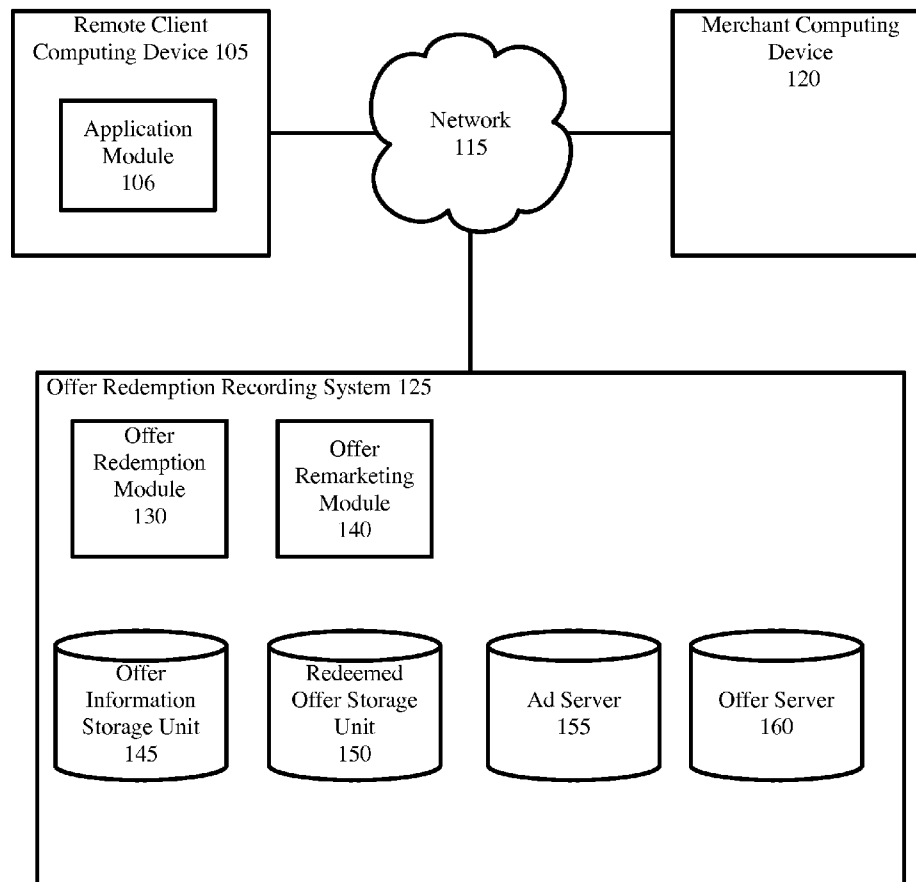 Remote Client
Computing Device 105
Application
Module
106
Network
115
Merchant Computing
Device
120
Offer Redemption Recording System 125
Offer
Redemption
Module
130
Offer
Remarketing
Module
140
Offer
Information
Storage Unit
145
Redeemed
Offer Storage
Unit
150
Ad Server
155
Offer Server
160